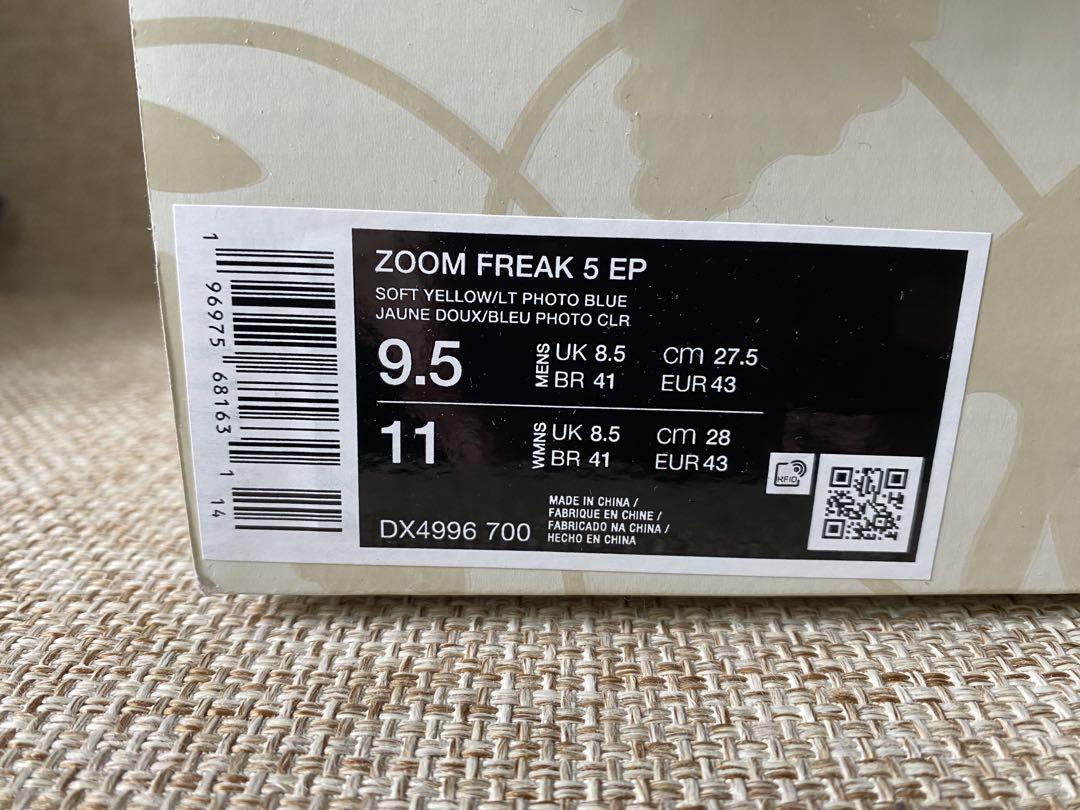 1 96975 68163 1 14
ZOOM FREAK 5 EP
SOFT YELLOW/LT PHOTO BLUE
JAUNE DOUX/BLEU PHOTO CLR
9.5 MENS UK 8.5 cm 27.5
BR 41 EUR 43
11 WMNS UK 8.5 cm 28
BR 41 EUR 43
RFID
DX4996 700
MADE IN CHINA /
FABRIQUE EN CHINE /
FABRICADO NA CHINA /
HECHO EN CHINA